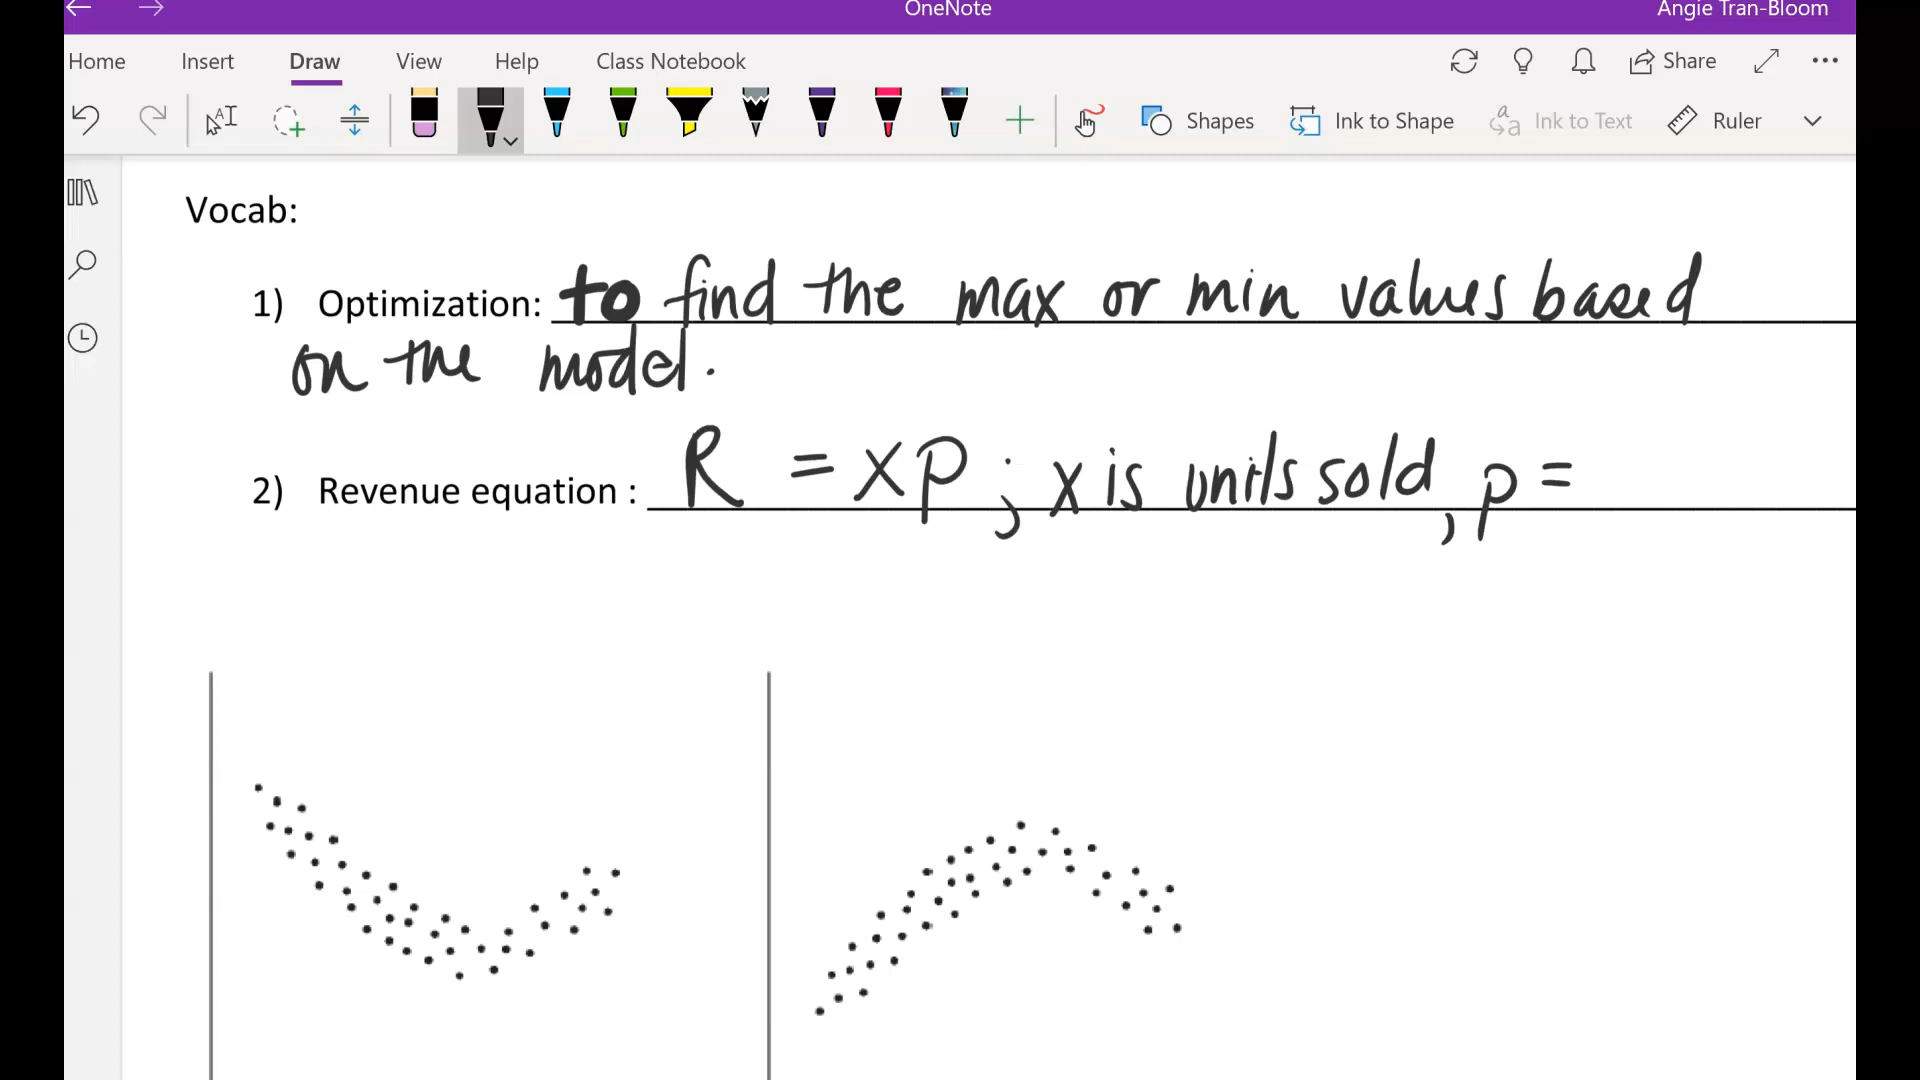 OneNote
Angie Tran-Bloom
Home Insert Draw View Help Class Notebook Share
Shapes Ink to Shape Ink to Text Ruler
Vocab:
1) Optimization: to find the max or min values based
on the model.
2) Revenue equation : R = xp ; x is units sold, p =